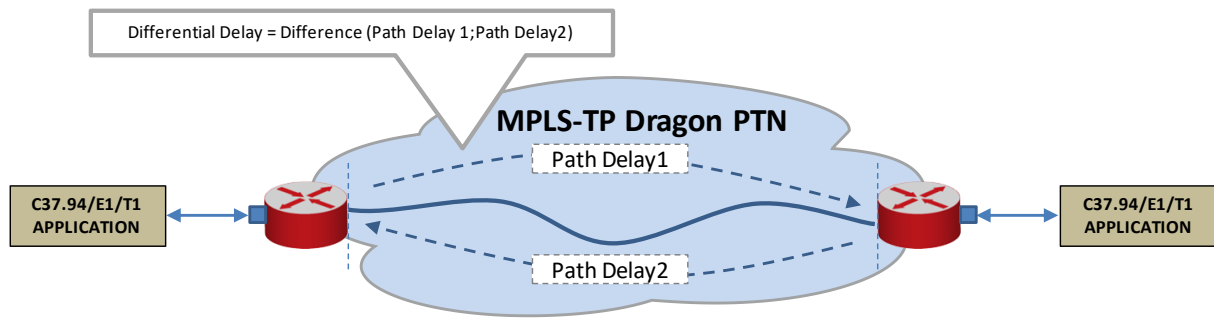 Differential Delay = Difference (Path Delay 1;Path Delay2)
MPLS-TP Dragon PTN
Path Delay1
C37.94/E1/T1
APPLICATION
C37.94/E1/T1
APPLICATION
Path Delay2